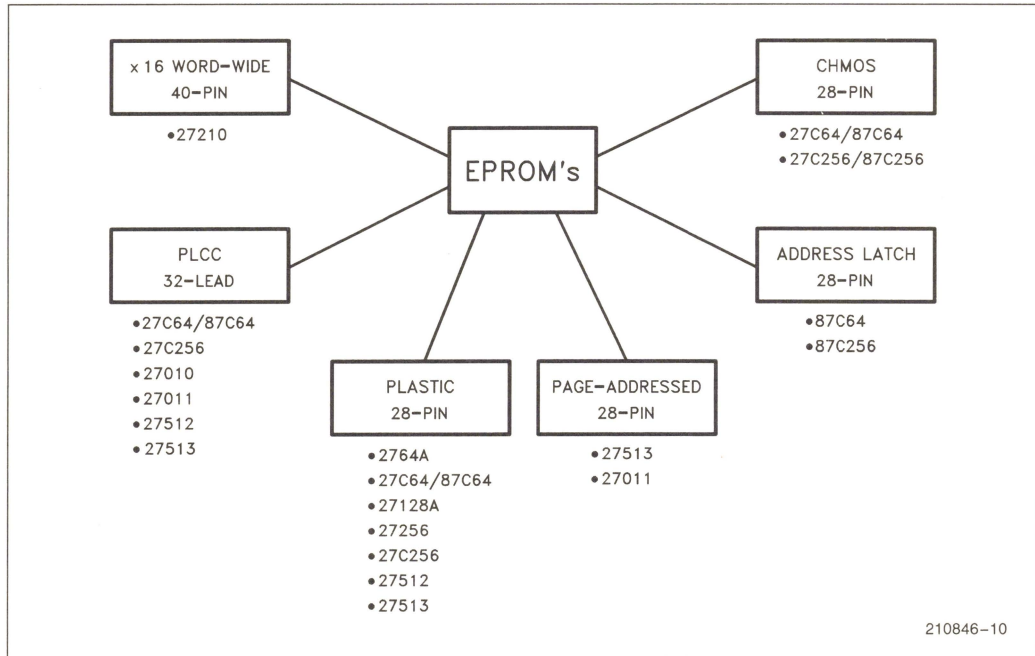 x 16 WORD-WIDE
40-PIN
•27210
CHMOS
28-PIN
•27C64/87C64
•27C256/87C256
EPROM's
PLCC
32-LEAD
•27C64/87C64
•27C256
•27010
•27011
•27512
•27513
ADDRESS LATCH
28-PIN
•87C64
•87C256
PLASTIC
28-PIN
•2764A
•27C64/87C64
•27128A
•27256
•27C256
•27512
•27513
PAGE-ADDRESSED
28-PIN
•27513
•27011
210846-10